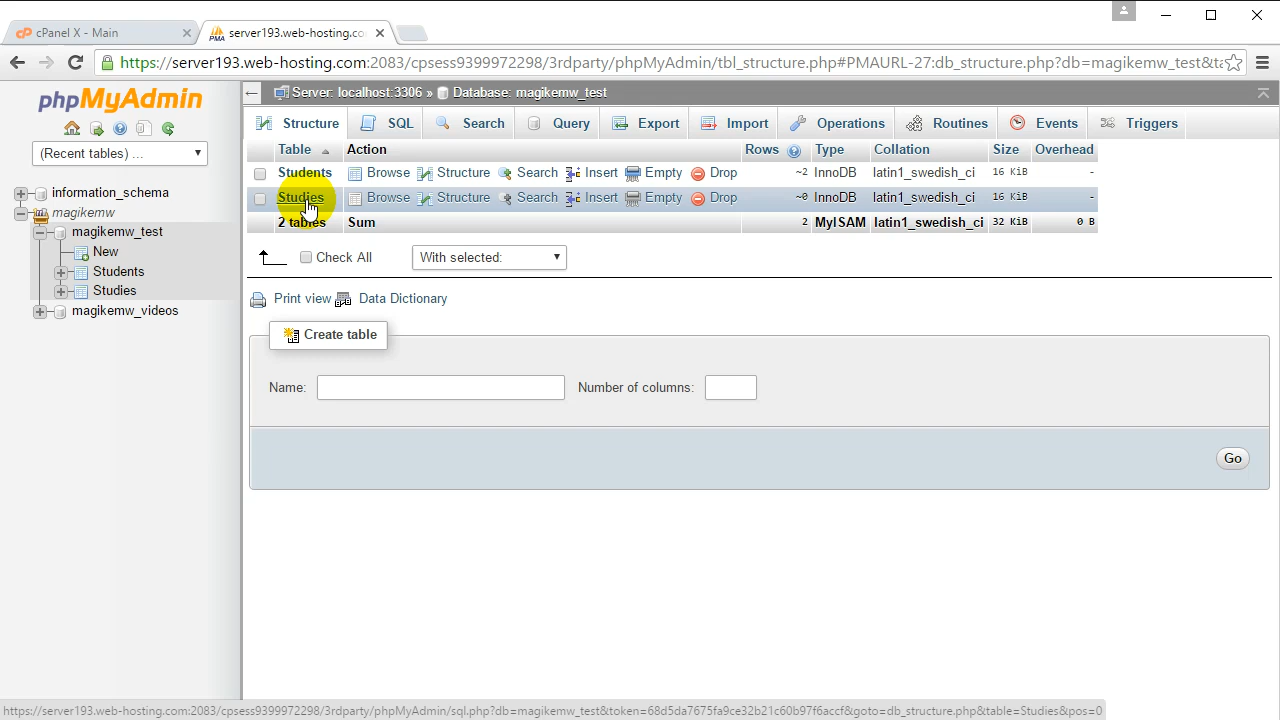 cPanel X - Main
server193.web-hosting.co
https://server193.web-hosting.com:2083/cpsess9399972298/3rdparty/phpMyAdmin/tbl_structure.php#PMAURL-27:db_structure.php?db=magikemw_test&ta
phpMyAdmin
(Recent tables) ...
information_schema
magikemw
magikemw_test
New
Students
Studies
magikemw_videos
Server: localhost:3306 » Database: magikemw_test
Structure SQL Search Query Export Import Operations Routines Events Triggers
Table Action Rows Type Collation Size Overhead
Students Browse Structure Search Insert Empty Drop ~2 InnoDB latin1_swedish_ci 16 KiB -
Studies Browse Structure Search Insert Empty Drop ~0 InnoDB latin1_swedish_ci 16 KiB -
2 tables Sum 2 MyISAM latin1_swedish_ci 32 KiB 0 B
Check All With selected:
Print view Data Dictionary
Create table
Name: Number of columns:
Go
https://server193.web-hosting.com:2083/cpsess9399972298/3rdparty/phpMyAdmin/sql.php?db=magikemw_test&token=68d5da7675fa9ce32b21c60b97f6accf&goto=db_structure.php&table=Studies&pos=0